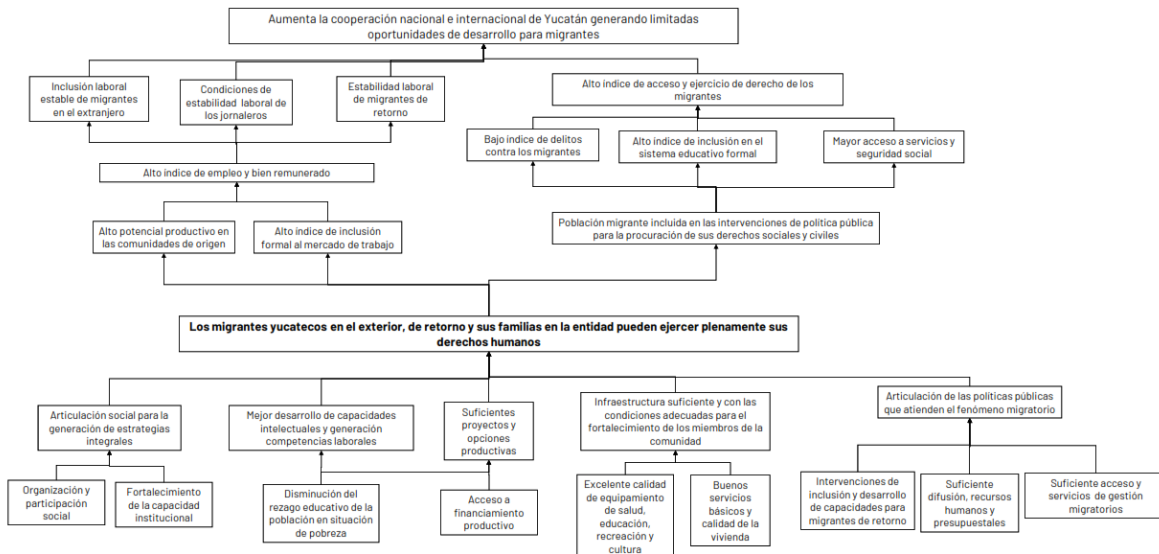 Aumenta la cooperación nacional e internacional de Yucatán generando limitadas
oportunidades de desarrollo para migrantes
Inclusión laboral
estable de migrantes
en el extranjero
Condiciones de
estabilidad laboral de
los jornaleros
Estabilidad laboral
de migrantes de
retorno
Alto índice de acceso y ejercicio de derecho de los
migrantes
Bajo índice de delitos
contra los migrantes
Alto índice de inclusión en el
sistema educativo formal
Mayor acceso a servicios y
seguridad social
Alto índice de empleo y bien remunerado
Alto potencial productivo en
las comunidades de origen
Alto índice de inclusión
formal al mercado de trabajo
Población migrante incluida en las intervenciones de política pública
para la procuración de sus derechos sociales y civiles
Los migrantes yucatecos en el exterior, de retorno y sus familias en la entidad pueden ejercer plenamente sus
derechos humanos
Articulación social para la
generación de estrategias
integrales
Mejor desarrollo de capacidades
intelectuales y generación
competencias laborales
Suficientes
proyectos y
opciones
productivas
Infraestructura suficiente y con las
condiciones adecuadas para el
fortalecimiento de los miembros de la
comunidad
Articulación de las políticas públicas
que atienden el fenómeno migratorio
Organización y
participación
social
Fortalecimiento
de la capacidad
institucional
Disminución del
rezago educativo de la
población en situación
de pobreza
Acceso a
financiamiento
productivo
Excelente calidad
de equipamiento
de salud,
educación,
recreación y
cultura
Buenos
servicios
básicos y
calidad de la
vivienda
Intervenciones de
inclusión y desarrollo
de capacidades para
migrantes de retorno
Suficiente
difusión, recursos
humanos y
presupuestales
Suficiente acceso y
servicios de gestión
migratorios